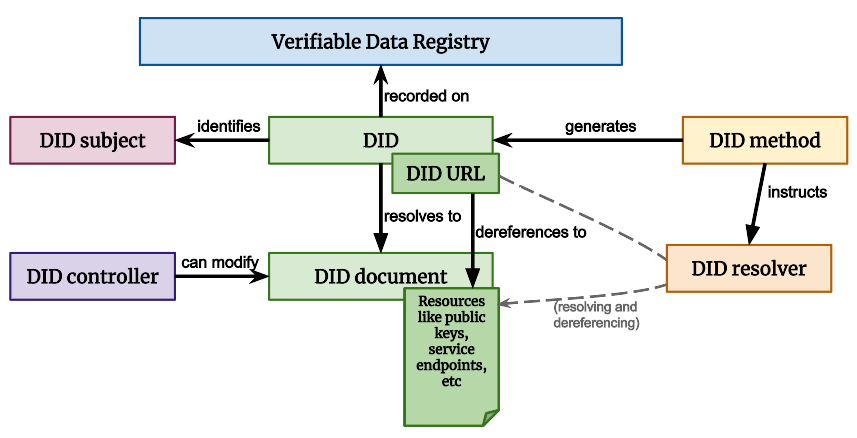 Verifiable Data Registry
recorded on
DID subject
identifies
DID
generates
DID method
DID URL
instructs
resolves to
dereferences to
DID controller
can modify
DID document
DID resolver
Resources
like public
keys,
service
endpoints,
etc
(resolving and
dereferencing)